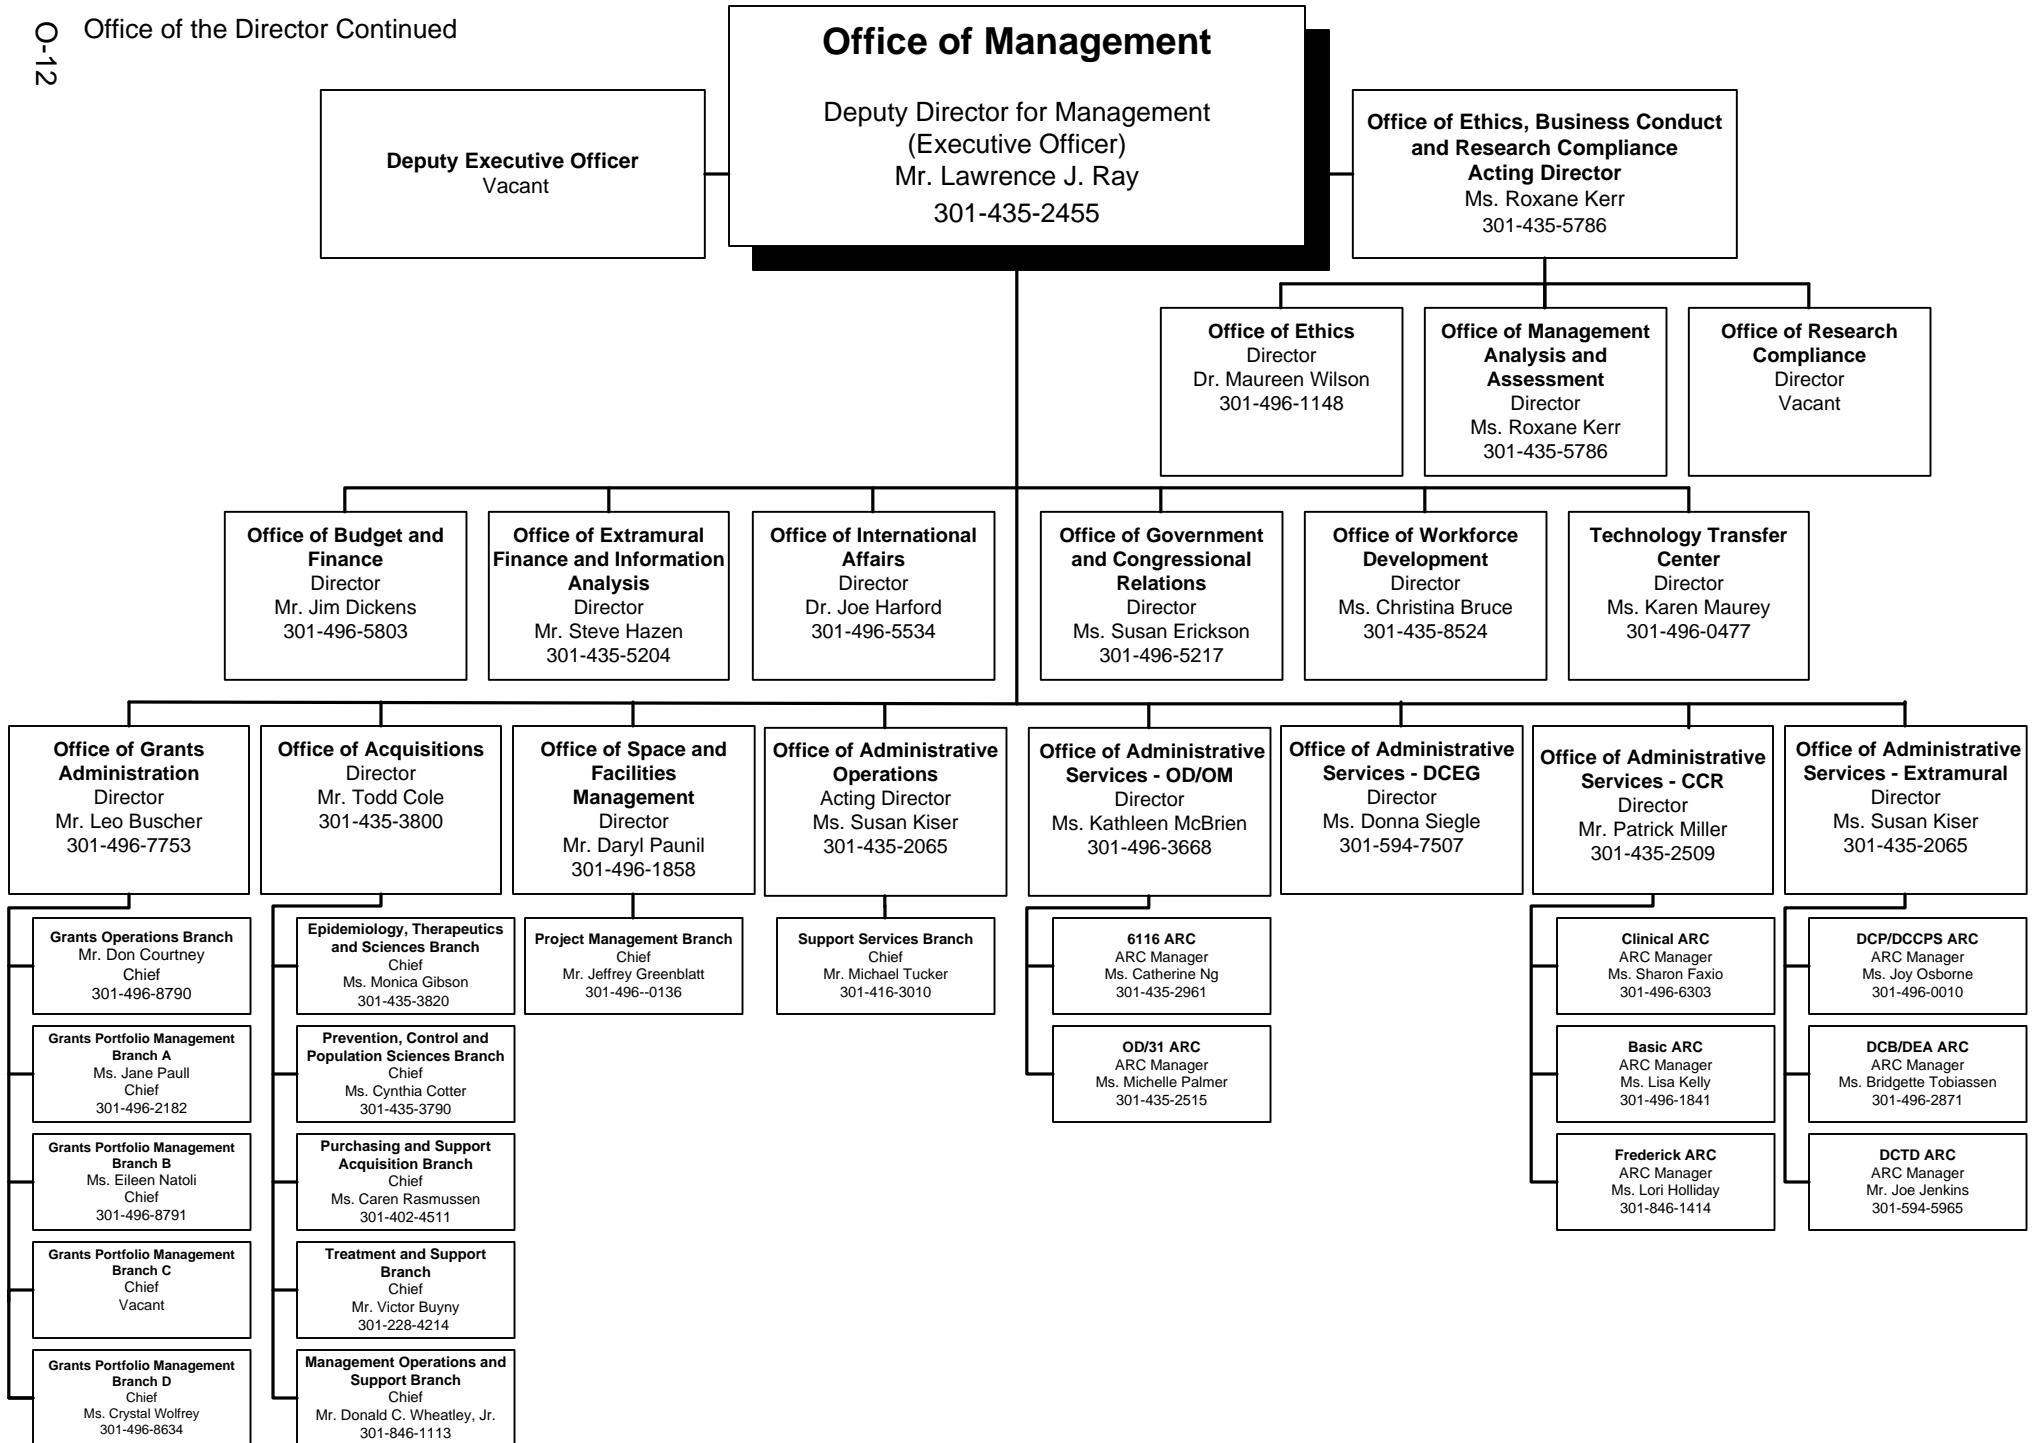 O-12
Office of the Director Continued
Office of Management
Deputy Director for Management
(Executive Officer)
Mr. Lawrence J. Ray
301-435-2455
Deputy Executive Officer
Vacant
Office of Ethics, Business Conduct
and Research Compliance
Acting Director
Ms. Roxane Kerr
301-435-5786
Office of Ethics
Director
Dr. Maureen Wilson
301-496-1148
Office of Management
Analysis and
Assessment
Director
Ms. Roxane Kerr
301-435-5786
Office of Research
Compliance
Director
Vacant
Office of Budget and
Finance
Director
Mr. Jim Dickens
301-496-5803
Office of Extramural
Finance and Information
Analysis
Director
Mr. Steve Hazen
301-435-5204
Office of International
Affairs
Director
Dr. Joe Harford
301-496-5534
Office of Government
and Congressional
Relations
Director
Ms. Susan Erickson
301-496-5217
Office of Workforce
Development
Director
Ms. Christina Bruce
301-435-8524
Technology Transfer
Center
Director
Ms. Karen Maurey
301-496-0477
Office of Grants
Administration
Director
Mr. Leo Buscher
301-496-7753
Office of Acquisitions
Director
Mr. Todd Cole
301-435-3800
Office of Space and
Facilities
Management
Director
Mr. Daryl Paunil
301-496-1858
Office of Administrative
Operations
Acting Director
Ms. Susan Kiser
301-435-2065
Office of Administrative
Services - OD/OM
Director
Ms. Kathleen McBrien
301-496-3668
Office of Administrative
Services - DCEG
Director
Ms. Donna Siegle
301-594-7507
Office of Administrative
Services - CCR
Director
Mr. Patrick Miller
301-435-2509
Office of Administrative
Services - Extramural
Director
Ms. Susan Kiser
301-435-2065
Grants Operations Branch
Mr. Don Courtney
Chief
301-496-8790
Grants Portfolio Management
Branch A
Ms. Jane Paull
Chief
301-496-2182
Grants Portfolio Management
Branch B
Ms. Eileen Natoli
Chief
301-496-8791
Grants Portfolio Management
Branch C
Chief
Vacant
Grants Portfolio Management
Branch D
Chief
Ms. Crystal Wolfrey
301-496-8634
Epidemiology, Therapeutics
and Sciences Branch
Chief
Ms. Monica Gibson
301-435-3820
Prevention, Control and
Population Sciences Branch
Chief
Ms. Cynthia Cotter
301-435-3790
Purchasing and Support
Acquisition Branch
Chief
Ms. Caren Rasmussen
301-402-4511
Treatment and Support
Branch
Chief
Mr. Victor Buyny
301-228-4214
Management Operations and
Support Branch
Chief
Mr. Donald C. Wheatley, Jr.
301-846-1113
Project Management Branch
Chief
Mr. Jeffrey Greenblatt
301-496--0136
Support Services Branch
Chief
Mr. Michael Tucker
301-416-3010
6116 ARC
ARC Manager
Ms. Catherine Ng
301-435-2961
OD/31 ARC
ARC Manager
Ms. Michelle Palmer
301-435-2515
Clinical ARC
ARC Manager
Ms. Sharon Faxio
301-496-6303
Basic ARC
ARC Manager
Ms. Lisa Kelly
301-496-1841
Frederick ARC
ARC Manager
Ms. Lori Holliday
301-846-1414
DCP/DCCPS ARC
ARC Manager
Ms. Joy Osborne
301-496-0010
DCB/DEA ARC
ARC Manager
Ms. Bridgette Tobiassen
301-496-2871
DCTD ARC
ARC Manager
Mr. Joe Jenkins
301-594-5965